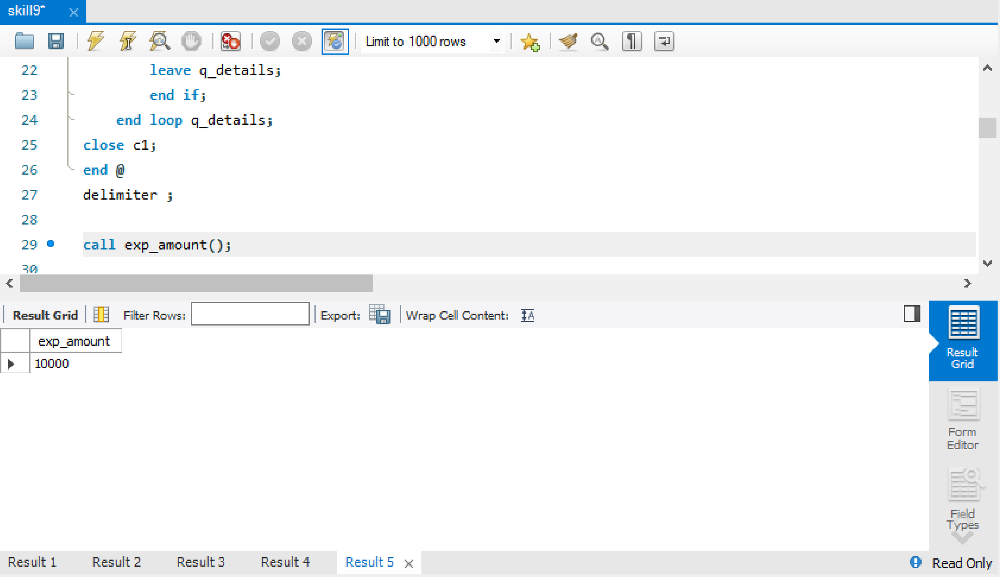 skill9*
Limit to 1000 rows
22 leave q_details;
23 end if;
24 end loop q_details;
25 close c1;
26 end @
27 delimiter ;
28
29 call exp_amount();
30
Result Grid Filter Rows: Export: Wrap Cell Content:
exp_amount
10000
Result
Grid
Form
Editor
Field
Types
Result 1 Result 2 Result 3 Result 4 Result 5 Read Only